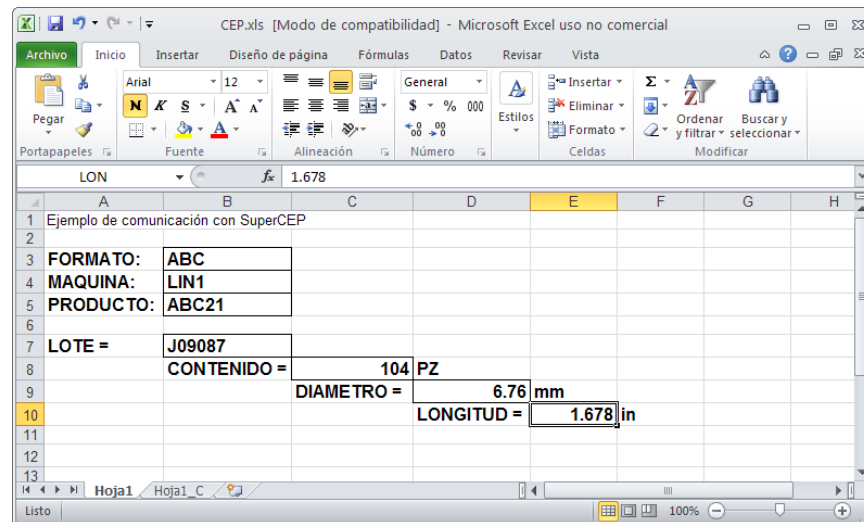 CEP.xls [Modo de compatibilidad] - Microsoft Excel uso no comercial
Archivo Inicio Insertar Diseño de página Fórmulas Datos Revisar Vista
Pegar
Portapapeles
Arial 12
N K S A A
A
Fuente
Alineación
General
$ % 000
Número
Estilos
Insertar
Eliminar
Formato
Celdas
Σ
Ordenar y filtrar
Buscar y seleccionar
Modificar
LON fx 1.678
A B C D E F G H
1 Ejemplo de comunicación con SuperCEP
2
3 FORMATO: ABC
4 MAQUINA: LIN1
5 PRODUCTO: ABC21
6
7 LOTE = J09087
8 CONTENIDO = 104 PZ
9 DIAMETRO = 6.76 mm
10 LONGITUD = 1.678 in
11
12
13
Hoja1 Hoja1_C
Listo 100%